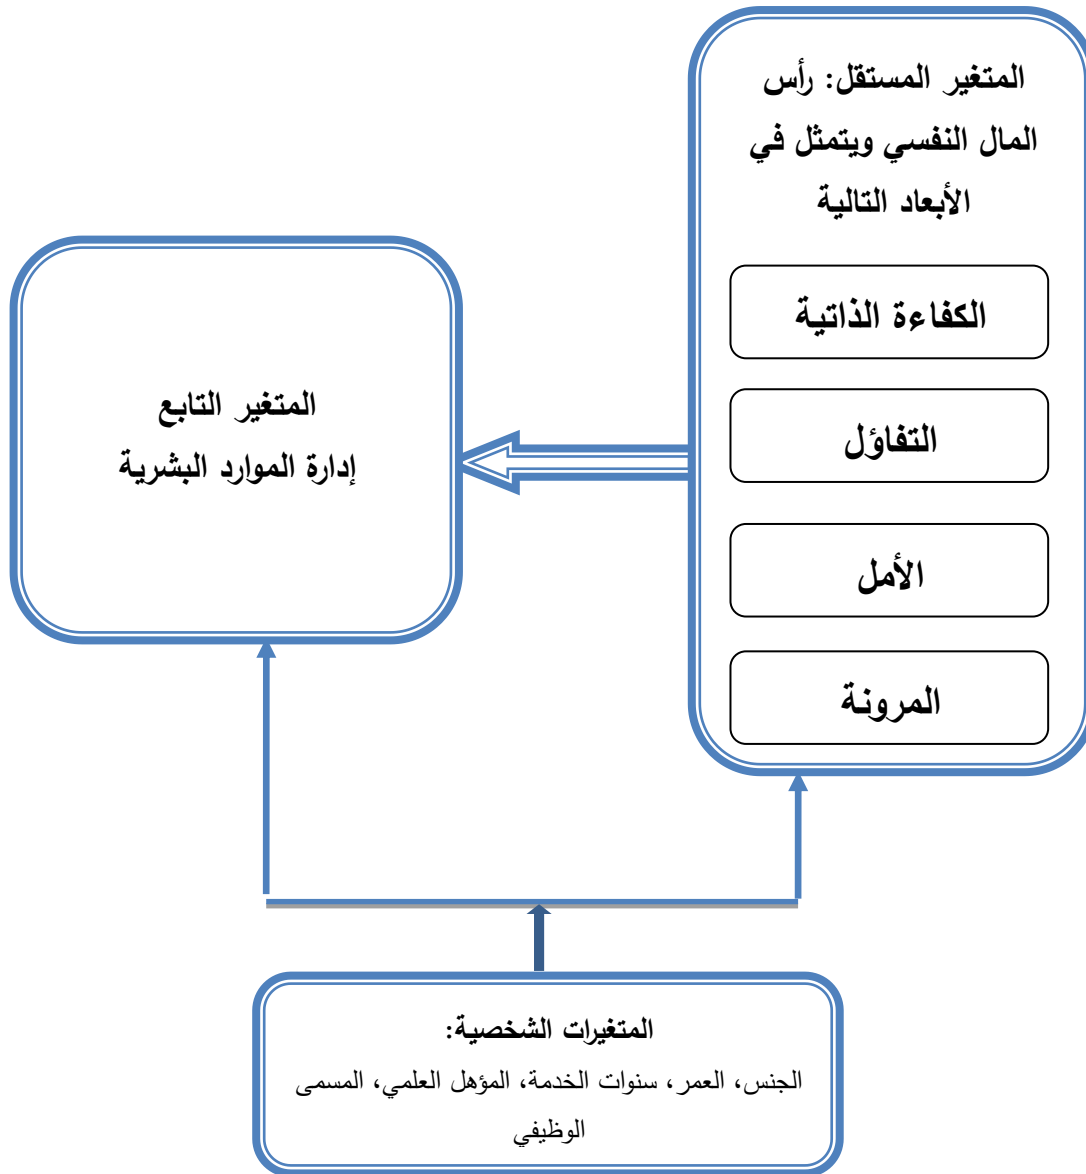 المتغير المستقل: رأس
المال النفسي ويتمثل في
الأبعاد التالية
الكفاءة الذاتية
التفاؤل
الأمل
المرونة
المتغير التابع
إدارة الموارد البشرية
المتغيرات الشخصية:
الجنس، العمر، سنوات الخدمة، المؤهل العلمي، المسمى
الوظيفي